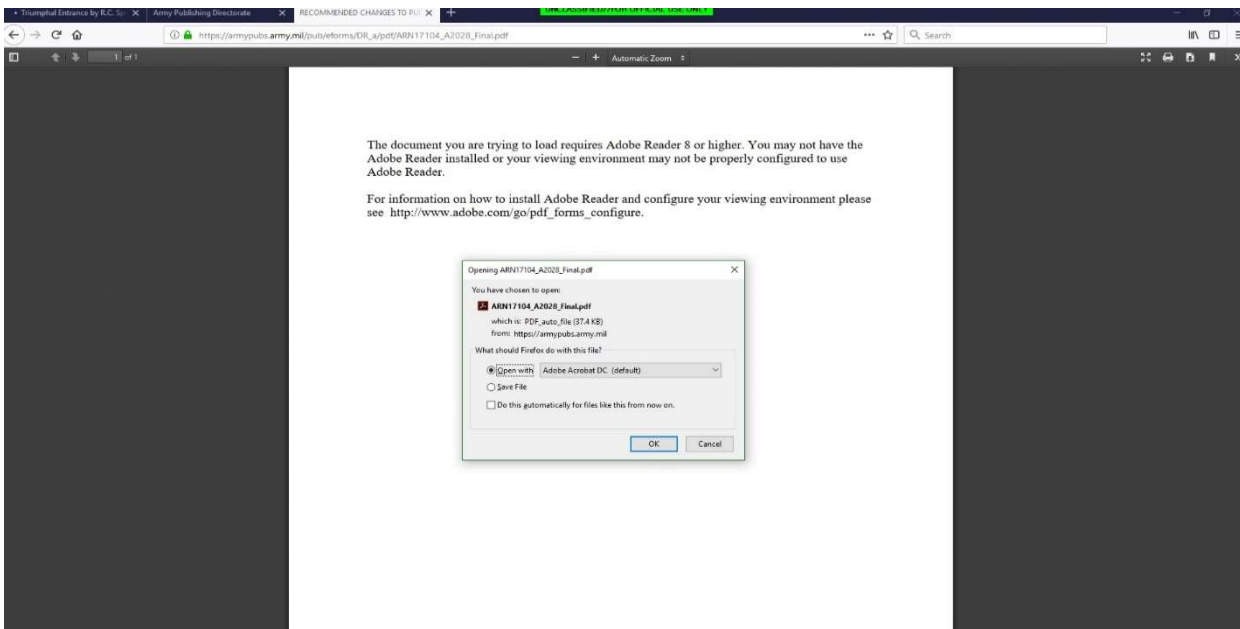 • Triumphal Entrance by R.C. Sp
Army Publishing Directorate
RECOMMENDED CHANGES TO PU
UNCLASSIFIED//FOR OFFICIAL USE ONLY
https://armypubs.army.mil/pub/eforms/DR_a/pdf/ARN17104_A2028_Final.pdf
Search
1 of 1
Automatic Zoom
The document you are trying to load requires Adobe Reader 8 or higher. You may not have the
Adobe Reader installed or your viewing environment may not be properly configured to use
Adobe Reader.
For information on how to install Adobe Reader and configure your viewing environment please
see http://www.adobe.com/go/pdf_forms_configure.
Opening ARN17104_A2028_Final.pdf
You have chosen to open:
ARN17104_A2028_Final.pdf
which is: PDF_auto_file (37.4 KB)
from: https://armypubs.army.mil
What should Firefox do with this file?
Open with Adobe Acrobat DC (default)
Save File
Do this automatically for files like this from now on.
OK Cancel